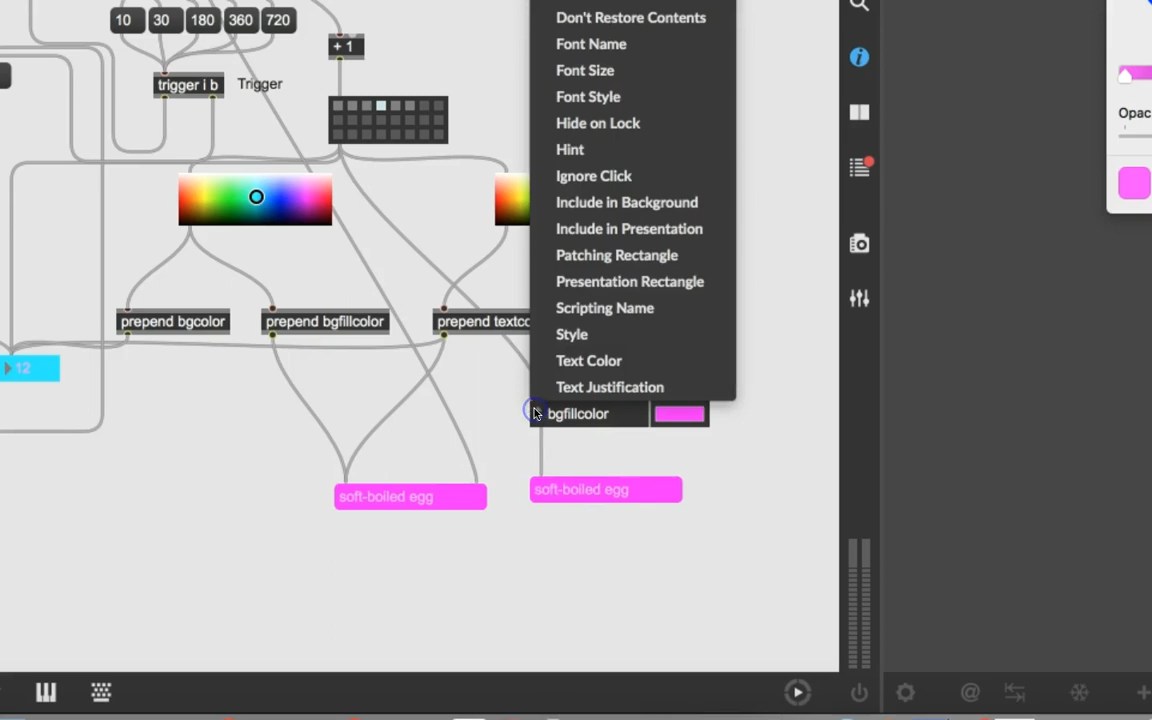 10 30 180 360 720
+ 1
trigger i b
Trigger
prepend bgcolor
prepend bgfillcolor
prepend textco
12
soft-boiled egg
soft-boiled egg
Don't Restore Contents
Font Name
Font Size
Font Style
Hide on Lock
Hint
Ignore Click
Include in Background
Include in Presentation
Patching Rectangle
Presentation Rectangle
Scripting Name
Style
Text Color
Text Justification
bgfillcolor
Opac